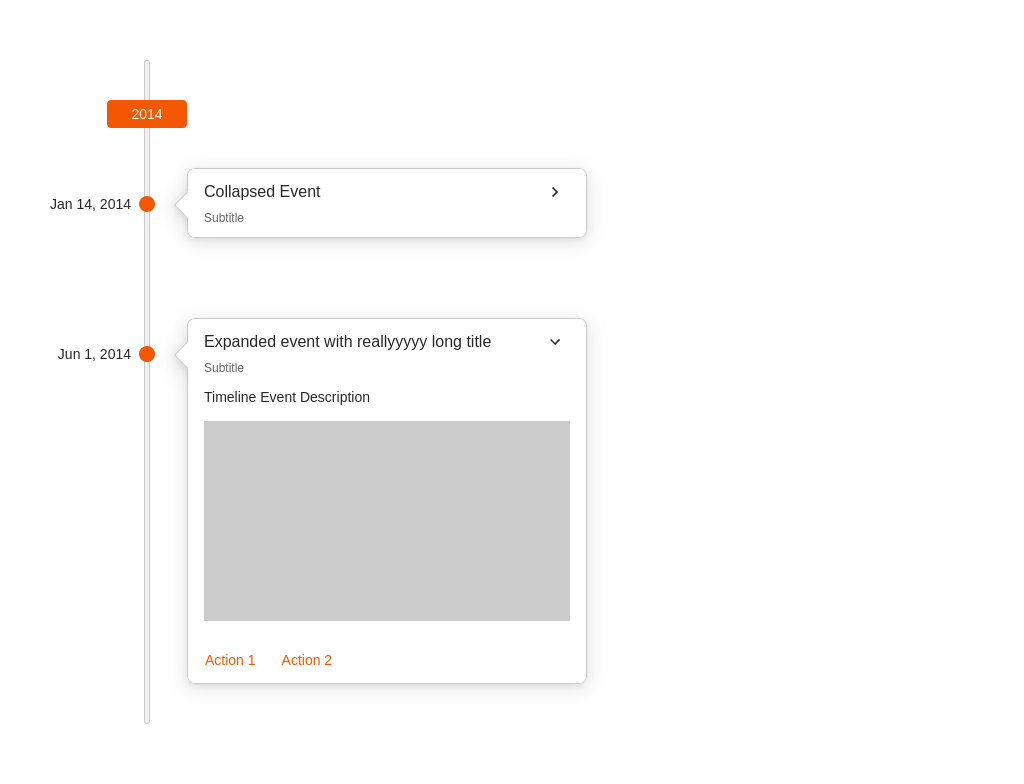 2014
Jan 14, 2014
Collapsed Event
Subtitle
Jun 1, 2014
Expanded event with reallyyyyy long title
Subtitle
Timeline Event Description
Action 1 Action 2